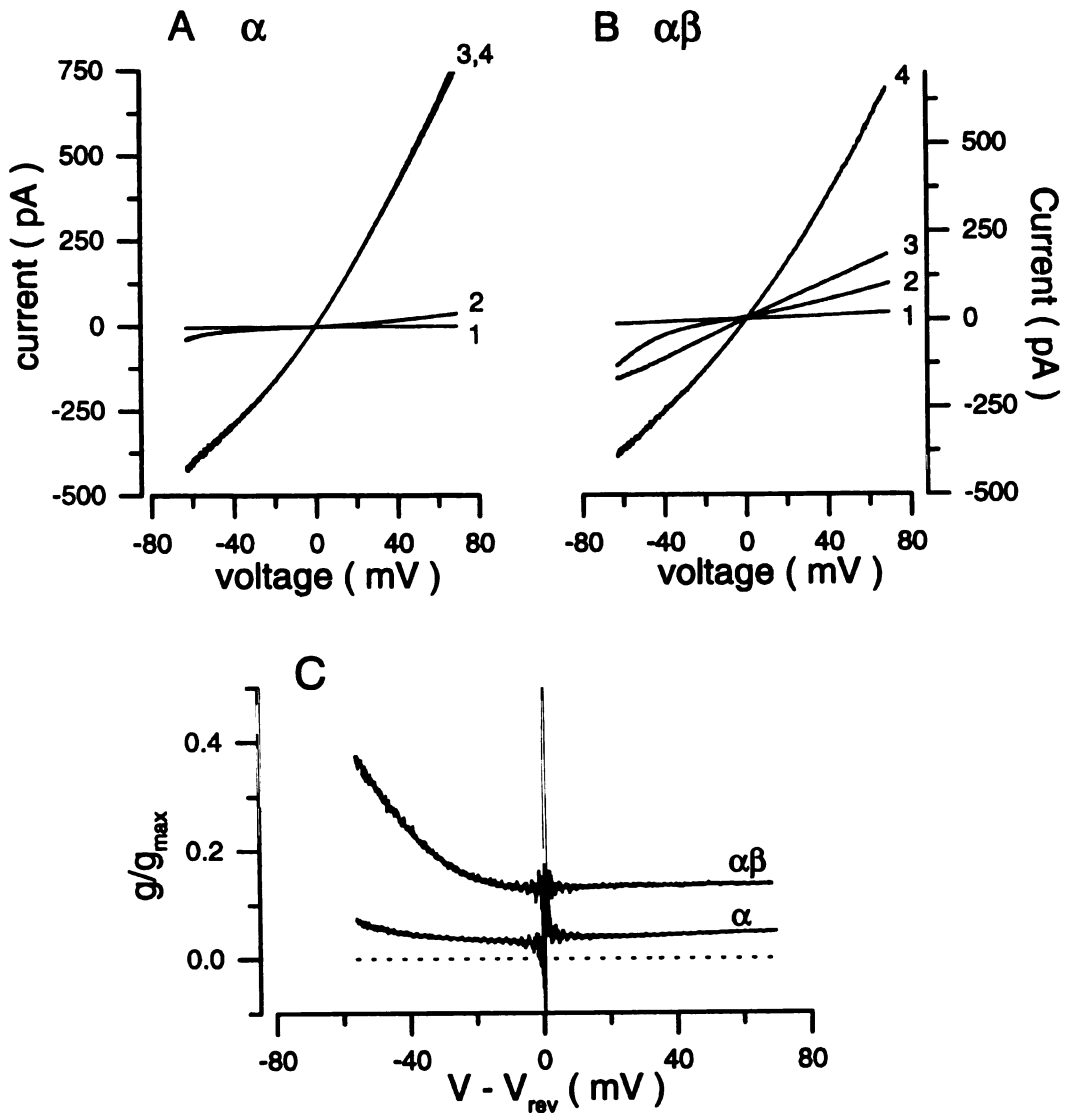 A α
B αβ
3,4
4
750
500
250
0
-250
-500
current ( pA )
2
1
3
2
1
500
250
0
-250
-500
Current ( pA )
-80 -40 0 40 80
voltage ( mV )
-80 -40 0 40 80
voltage ( mV )
C
0.4
0.2
0.0
g/gmax
αβ
α
-80 -40 0 40 80
V - Vrev ( mV )